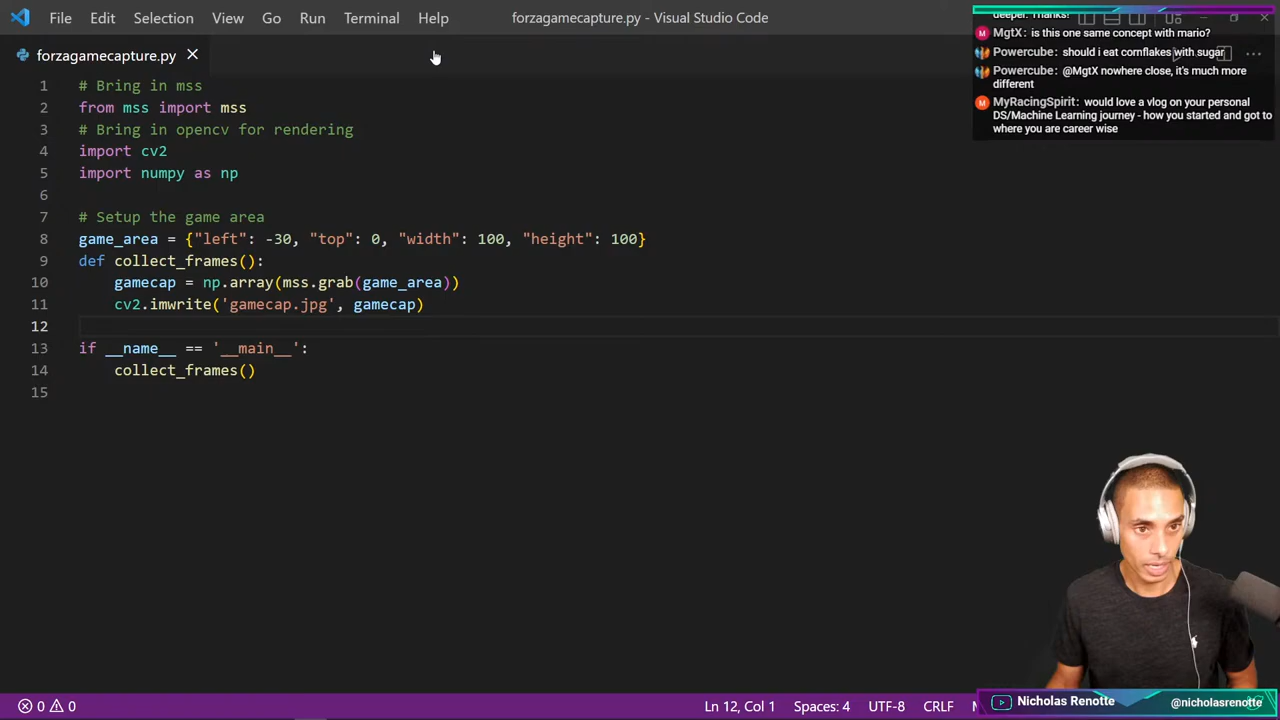 File Edit Selection View Go Run Terminal Help
forzagamecapture.py - Visual Studio Code
forzagamecapture.py
1 # Bring in mss
2 from mss import mss
3 # Bring in opencv for rendering
4 import cv2
5 import numpy as np
6
7 # Setup the game area
8 game_area = {"left": -30, "top": 0, "width": 100, "height": 100}
9 def collect_frames():
10 gamecap = np.array(mss.grab(game_area))
11 cv2.imwrite('gamecap.jpg', gamecap)
12
13 if __name__ == '__main__':
14 collect_frames()
15
deeper. Thanks!
MgtX: is this one same concept with mario?
Powercube: should i eat cornflakes with sugar
Powercube: @MgtX nowhere close, it's much more
different
MyRacingSpirit: would love a vlog on your personal
DS/Machine Learning journey - how you started and got to
where you are career wise
0 0
Ln 12, Col 1
Spaces: 4
UTF-8
CRLF
Nicholas Renotte
@nicholasrenotte